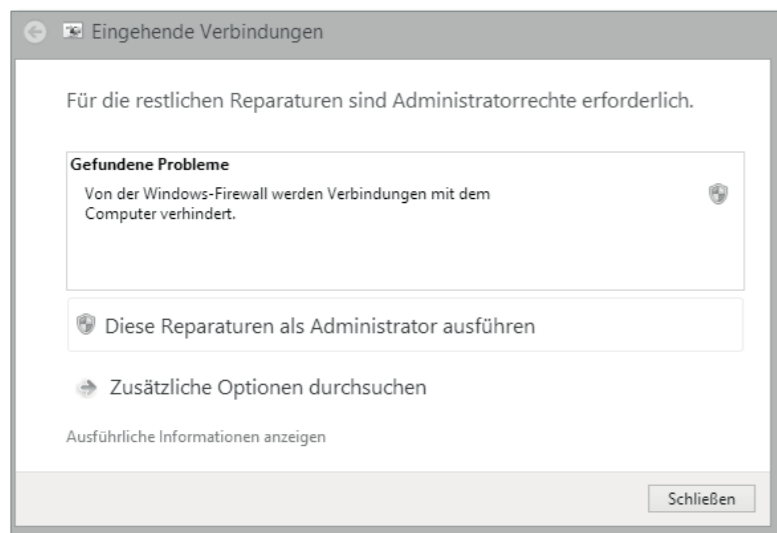 Eingehende Verbindungen
Für die restlichen Reparaturen sind Administratorrechte erforderlich.
Gefundene Probleme
Von der Windows-Firewall werden Verbindungen mit dem
Computer verhindert.
Diese Reparaturen als Administrator ausführen
Zusätzliche Optionen durchsuchen
Ausführliche Informationen anzeigen
Schließen